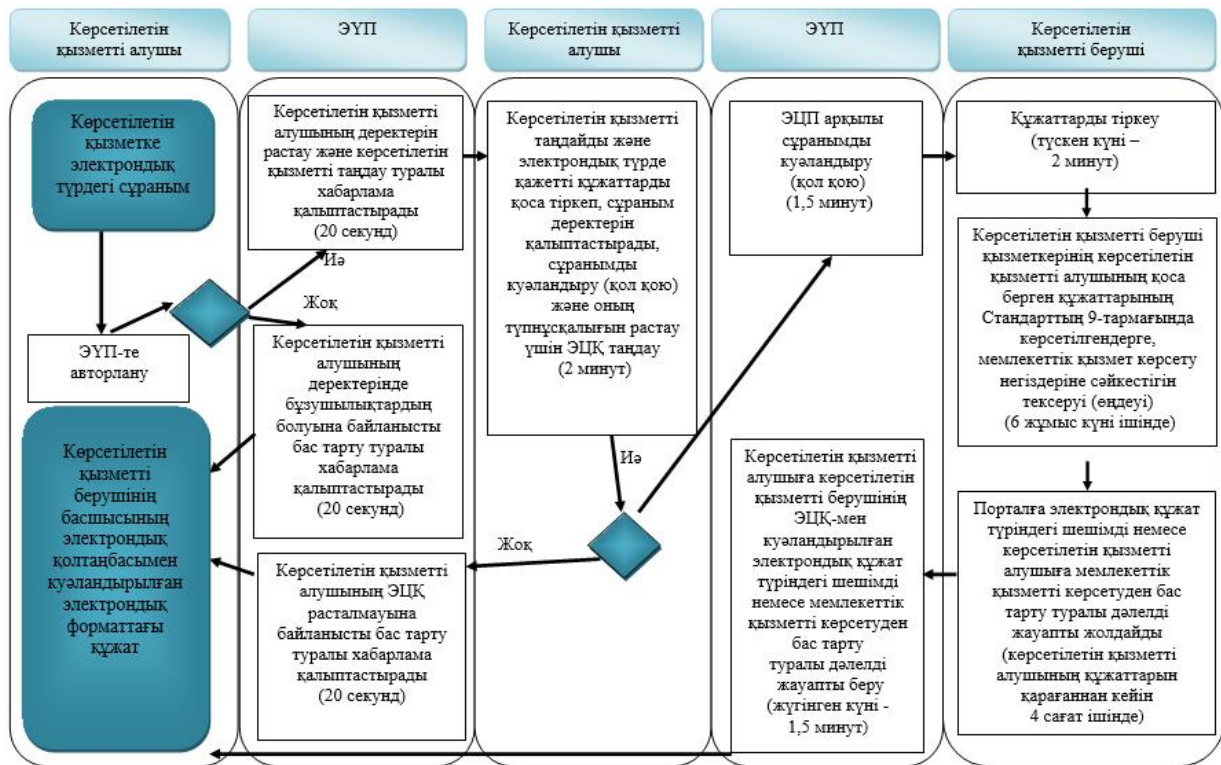 Көрсетілетін
қызметті алушы
ЭҮП
Көрсетілетін қызметті
алушы
ЭҮП
Көрсетілетін
қызметті беруші
Көрсетілетін
қызметке
электрондық
түрдегі сұраным
ЭҮП-те
авторлану
Көрсетілетін
қызметті
берушінің
басшысының
электрондық
қолтаңбасымен
куәландырылған
электрондық
форматтағы
құжат
Көрсетілетін қызметті
алушының деректерін
растау және көрсетілетін
қызметті таңдау туралы
хабарлама
қалыптастырады
(20 секунд)
Иә
Жоқ
Көрсетілетін қызметті
алушының
деректерінде
бұзушылықтардың
болуына байланысты
бас тарту туралы
хабарлама
қалыптастырады
(20 секунд)
Көрсетілетін қызметті
алушының ЭЦҚ
расталмауына
байланысты бас тарту
туралы хабарлама
қалыптастырады
(20 секунд)
Көрсетілетін қызметті
таңдайды және
электрондық түрде
қажетті құжаттарды
қоса тіркеп, сұраным
деректерін
қалыптастырады,
сұранымды
куәландыру (қол қою)
және оның
түпнұсқалығын растау
үшін ЭЦҚ таңдау
(2 минут)
Иә
Жоқ
ЭЦП арқылы
сұранымды
куәландыру
(қол қою)
(1,5 минут)
Көрсетілетін қызметті
алушыға көрсетілетін
қызметті берушінің
ЭЦҚ-мен
куәландырылған
электрондық құжат
түріндегі шешімді
немесе мемлекеттік
қызметті көрсетуден
бас тарту
туралы дәлелді
жауапты беру
(жүгінген күні -
1,5 минут)
Құжаттарды тіркеу
(түскен күні –
2 минут)
Көрсетілетін қызметті беруші
қызметкерінің көрсетілетін
қызметті алушының қоса
берген құжаттарының
Стандарттың 9-тармағында
көрсетілгендерге,
мемлекеттік қызмет көрсету
негіздеріне сәйкестігін
тексеруі (өңдеуі)
(6 жұмыс күні ішінде)
Порталға электрондық құжат
түріндегі шешімді немесе
көрсетілетін қызметті
алушыға мемлекеттік
қызметті көрсетуден бас
тарту туралы дәлелді
жауапты жолдайды
(көрсетілетін қызметті
алушының құжаттарын
қарағаннан кейін
4 сағат ішінде)